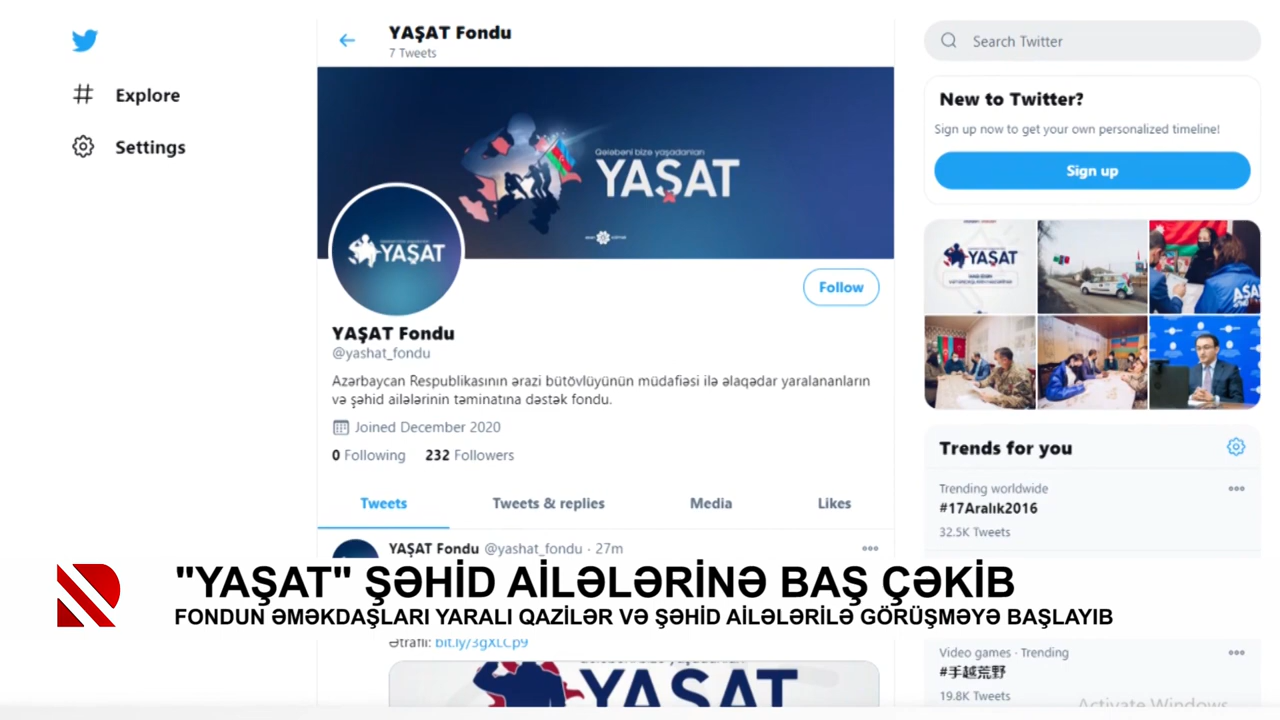 YAŞAT Fondu
7 Tweets
Explore
Settings
Qələbəni bizə yaşadanları
YAŞAT
YAŞAT
Follow
YAŞAT Fondu
@yashat_fondu
Azərbaycan Respublikasının ərazi bütövlüyünün müdafiəsi ilə əlaqədar yaralananların
və şəhid ailələrinin təminatına dəstək fondu.
Joined December 2020
0 Following 232 Followers
Tweets Tweets & replies Media Likes
YAŞAT Fondu @yashat_fondu · 27m
"YAŞAT" ŞƏHİD AİLƏLƏRİNƏ BAŞ ÇƏKİB
FONDUN ƏMƏKDAŞLARI YARALI QAZİLƏR VƏ ŞƏHİD AİLƏLƏRİLƏ GÖRÜŞMƏYƏ BAŞLAYIB
Ətraflı: bit.ly/3gXLCp9
YAŞAT
Search Twitter
New to Twitter?
Sign up now to get your own personalized timeline!
Sign up
YAŞAT
Trends for you
Trending worldwide
#17Aralık2016
32.5K Tweets
Video games · Trending
#手越荒野
19.8K Tweets
Activate Windows